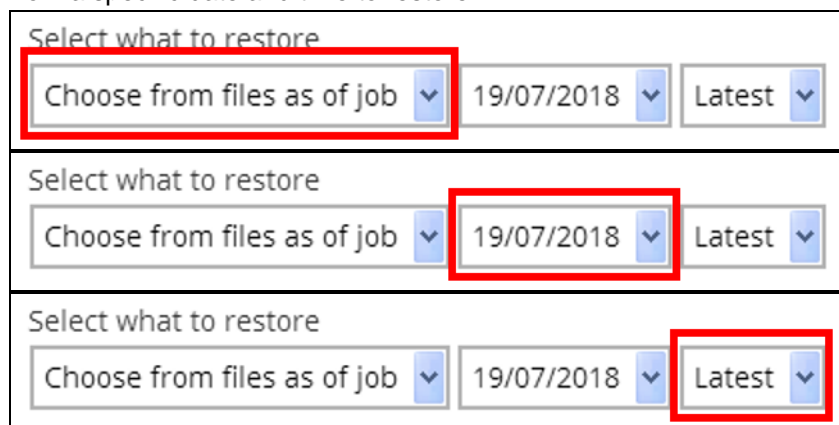 Select what to restore
Choose from files as of job 19/07/2018 Latest
Select what to restore
Choose from files as of job 19/07/2018 Latest
Select what to restore
Choose from files as of job 19/07/2018 Latest